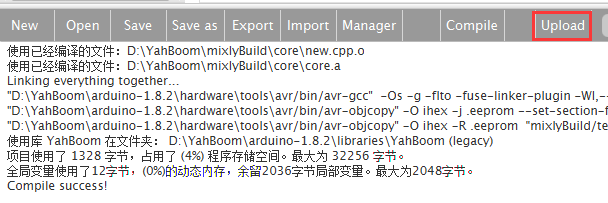 New Open Save Save as Export Import Manager Compile Upload
使用已经编译的文件：D:\YahBoom\mixlyBuild\core\new.cpp.o
使用已经编译的文件：D:\YahBoom\mixlyBuild\core\core.a
Linking everything together...
"D:\YahBoom\arduino-1.8.2\hardware\tools\avr/bin/avr-gcc" -Os -g -flto -fuse-linker-plugin -Wl,--
"D:\YahBoom\arduino-1.8.2\hardware\tools\avr/bin/avr-objcopy" -O ihex -j .eeprom --set-section-f
"D:\YahBoom\arduino-1.8.2\hardware\tools\avr/bin/avr-objcopy" -O ihex -R .eeprom "mixlyBuild/te
使用库 YahBoom 在文件夹： D:\YahBoom\arduino-1.8.2\libraries\YahBoom (legacy)
项目使用了 1328 字节，占用了 (4%) 程序存储空间。最大为 32256 字节。
全局变量使用了12字节，(0%)的动态内存，余留2036字节局部变量。最大为2048字节。
Compile success!